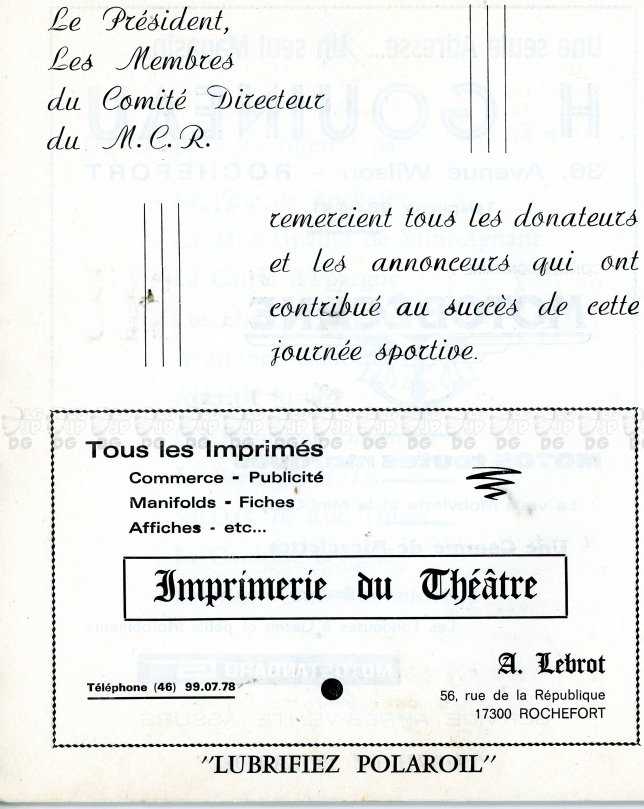 Le Président,
Les Membres
du Comité Directeur
du M.C.R.
remercient tous les donateurs
et les annonceurs qui ont
contribué au succès de cette
journée sportive.
Tous les Imprimés
Commerce - Publicité
Manifolds - Fiches
Affiches - etc...
Imprimerie du Théâtre
A. Lebrot
Téléphone (46) 99.07.78
56, rue de la République
17300 ROCHEFORT
"LUBRIFIEZ POLAROIL"